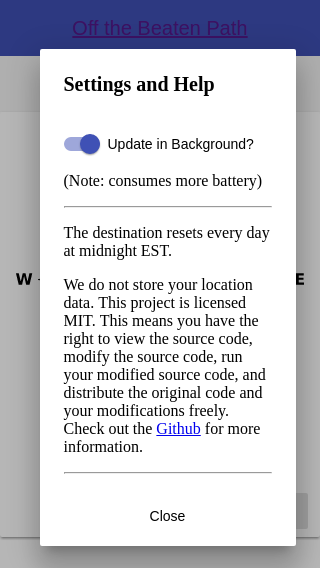 Off the Beaten Path
Settings and Help
Update in Background?
(Note: consumes more battery)
The destination resets every day
at midnight EST.
We do not store your location
data. This project is licensed
MIT. This means you have the
right to view the source code,
modify the source code, run
your modified source code, and
distribute the original code and
your modifications freely.
Check out the Github for more
information.
W
E
Close